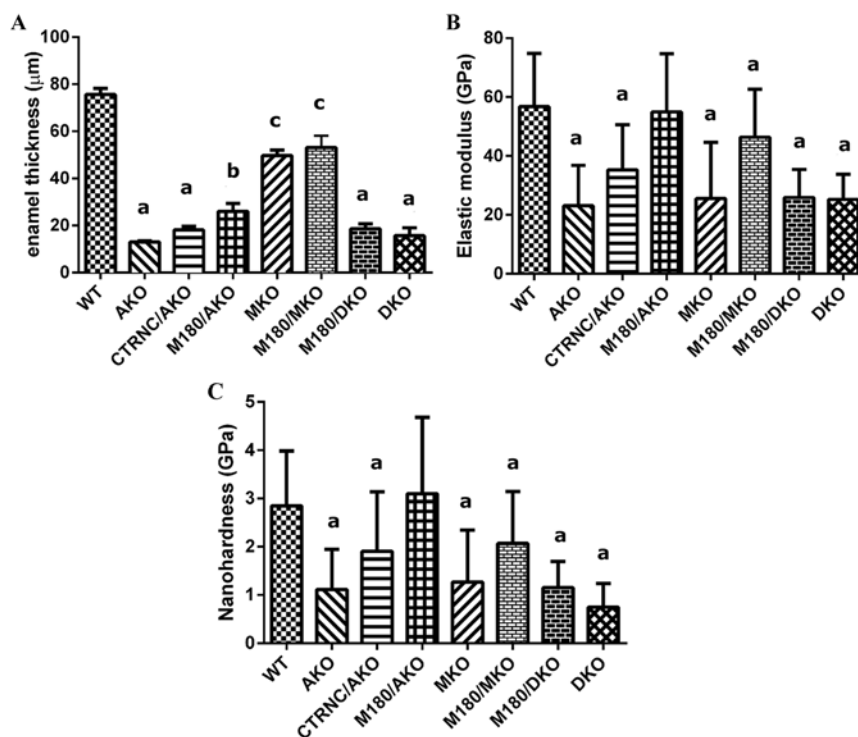 A
enamel thickness (μm)
100
80
60
40
20
0
a
a
b
c
c
a
a
WT
AKO
CTRNC/AKO
M180/AKO
MKO
M180/MKO
M180/DKO
DKO
B
Elastic modulus (GPa)
80
60
40
20
0
a
a
a
a
a
a
WT
AKO
CTRNC/AKO
M180/AKO
MKO
M180/MKO
M180/DKO
DKO
C
Nanohardness (GPa)
5
4
3
2
1
0
a
a
a
a
a
a
WT
AKO
CTRNC/AKO
M180/AKO
MKO
M180/MKO
M180/DKO
DKO